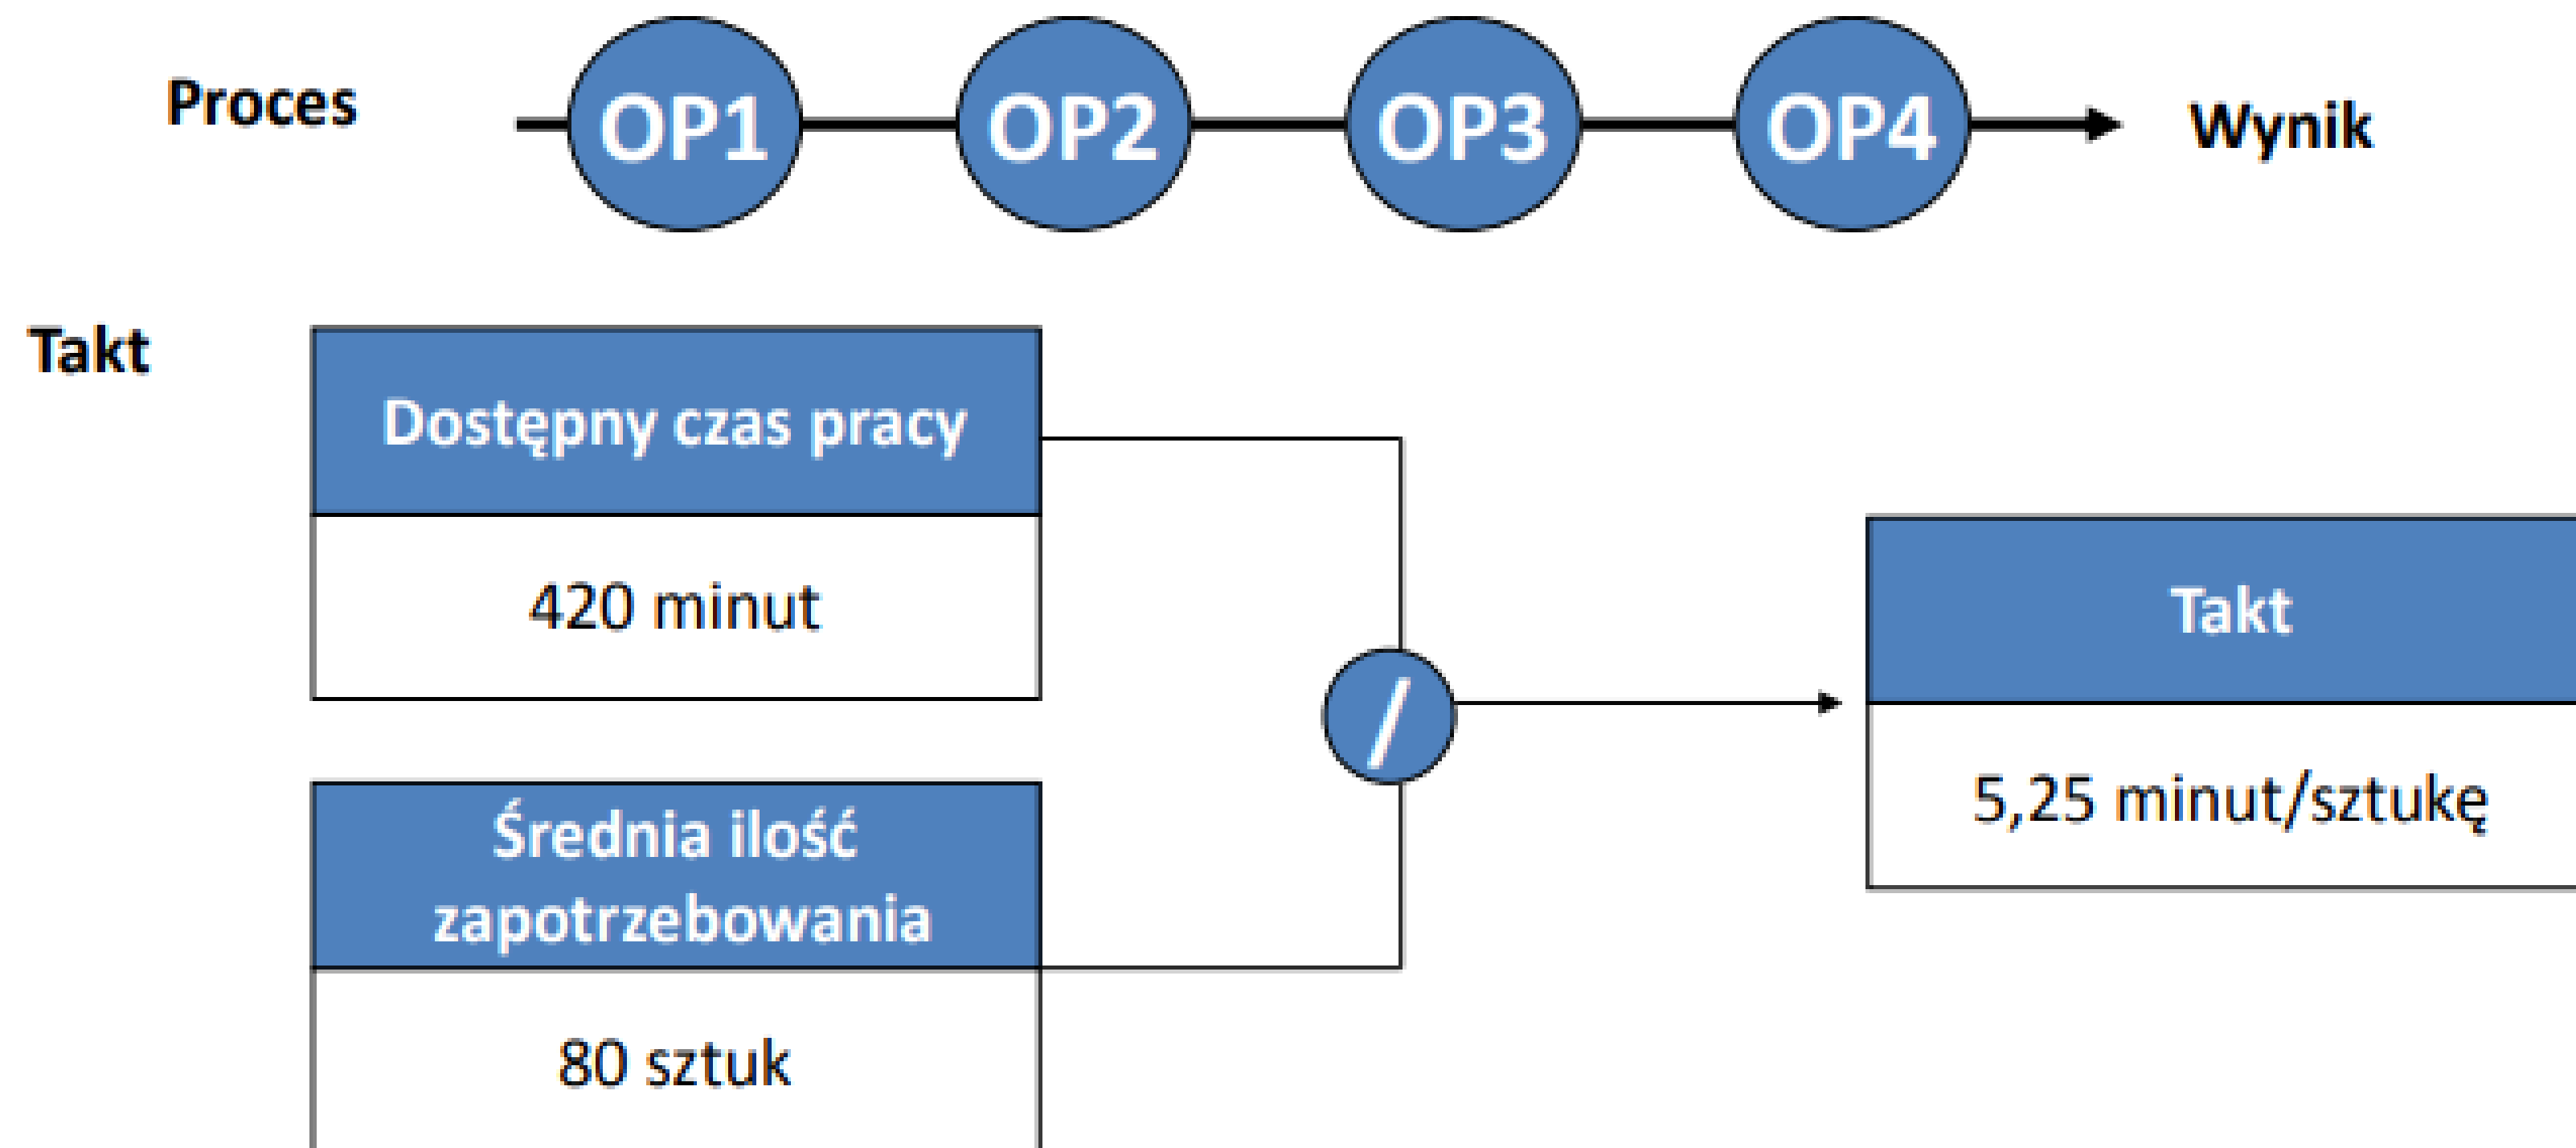 Proces
OP1
OP2
OP3
OP4
Wynik
Takt
Dostępny czas pracy
420 minut
/
Takt
5,25 minut/sztukę
Średnia ilość
zapotrzebowania
80 sztuk